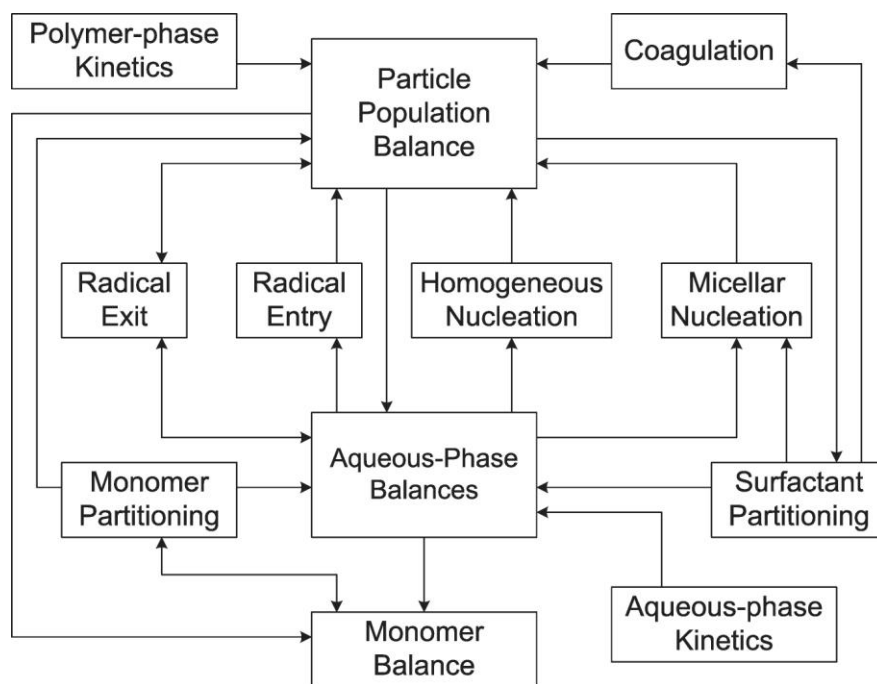 Polymer-phase
Kinetics
Particle
Population
Balance
Coagulation
Radical
Exit
Radical
Entry
Homogeneous
Nucleation
Micellar
Nucleation
Monomer
Partitioning
Aqueous-Phase
Balances
Surfactant
Partitioning
Monomer
Balance
Aqueous-phase
Kinetics